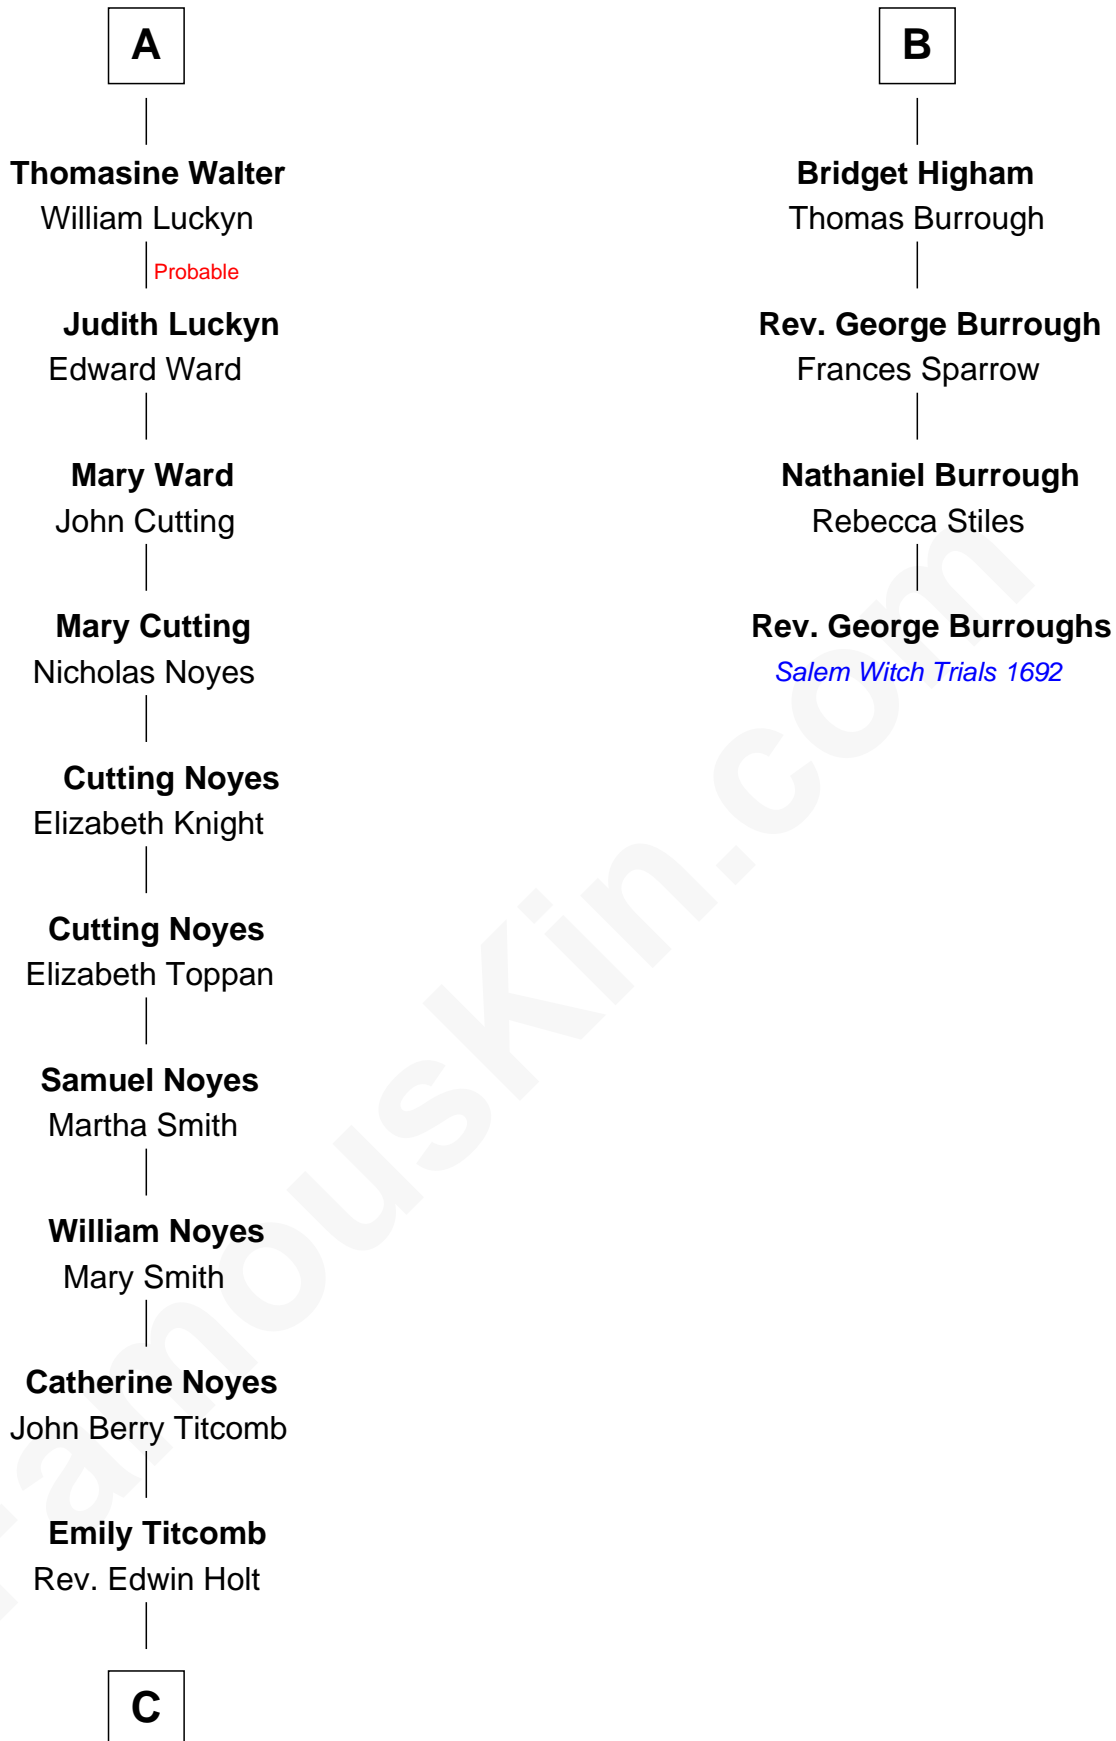 A
Thomasine Walter
William Luckyn
Probable
Judith Luckyn
Edward Ward
Mary Ward
John Cutting
Mary Cutting
Nicholas Noyes
Cutting Noyes
Elizabeth Knight
Cutting Noyes
Elizabeth Toppan
Samuel Noyes
Martha Smith
William Noyes
Mary Smith
Catherine Noyes
John Berry Titcomb
Emily Titcomb
Rev. Edwin Holt
C
B
Bridget Higham
Thomas Burrough
Rev. George Burrough
Frances Sparrow
Nathaniel Burrough
Rebecca Stiles
Rev. George Burroughs
Salem Witch Trials 1692
FamousKin.com